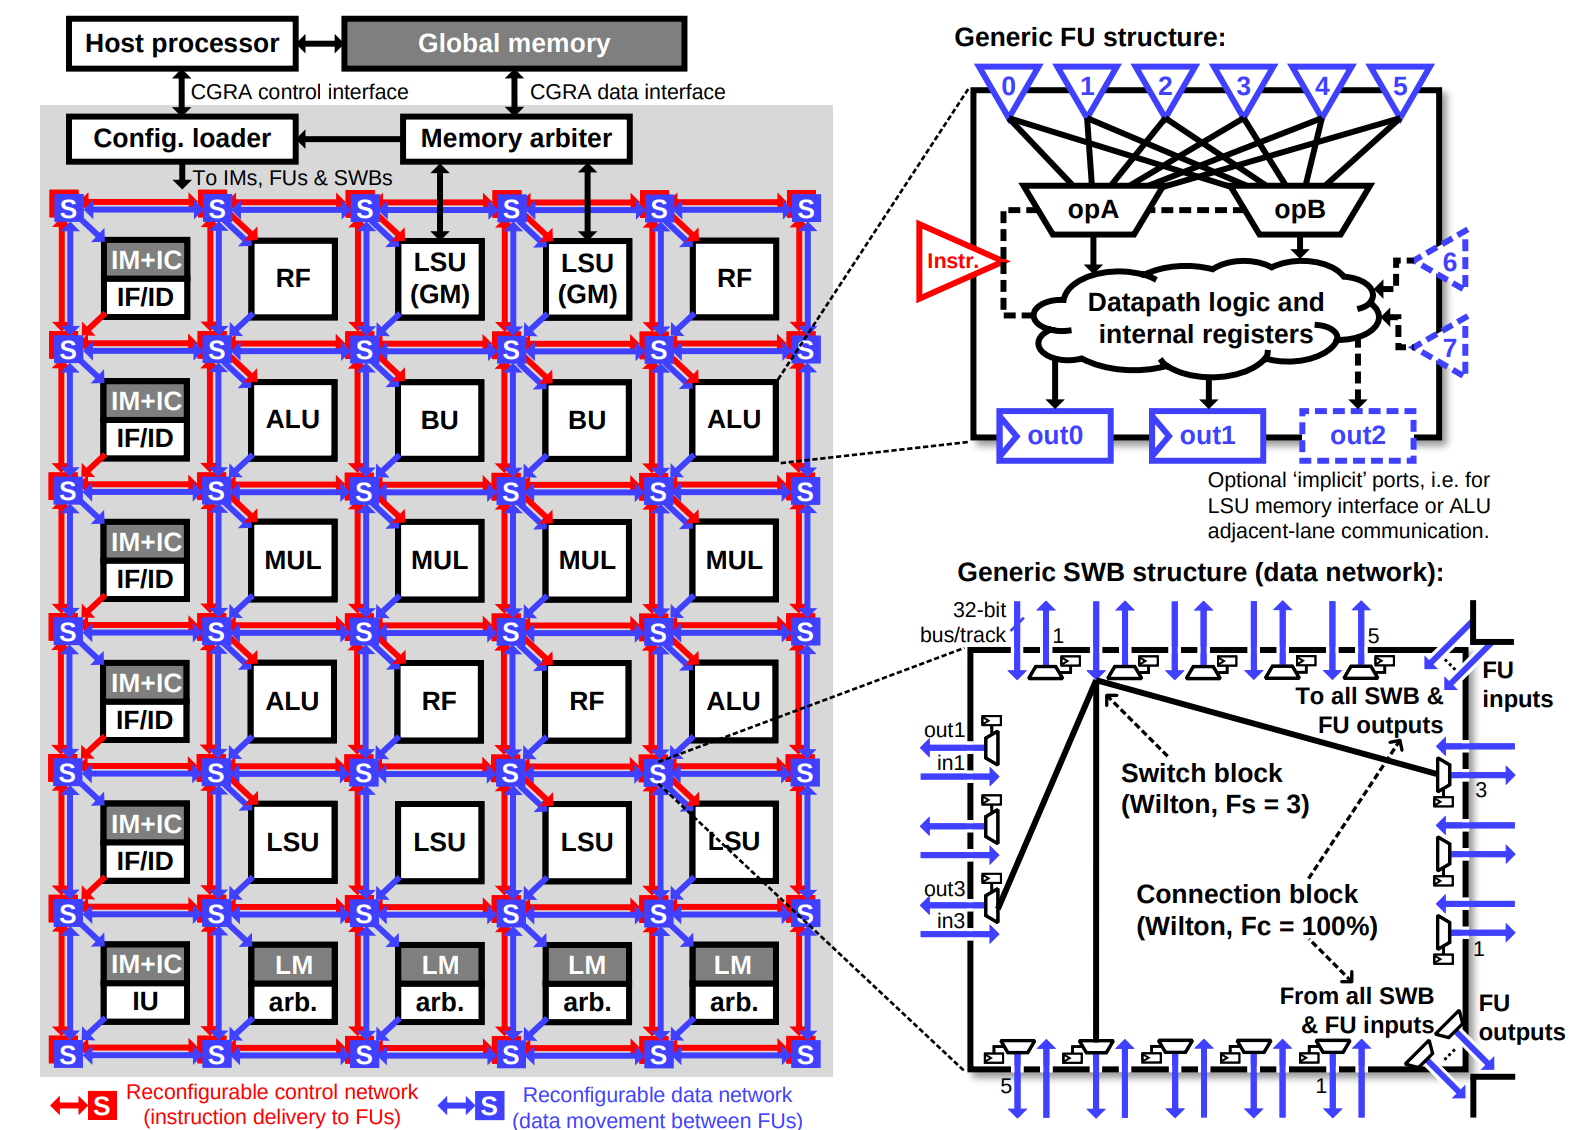 Host processor
Global memory
CGRA control interface
CGRA data interface
Config. loader
Memory arbiter
To IMs, FUs & SWBs
S S S S S S
IM+IC
IF/ID
RF
LSU
(GM)
LSU
(GM)
RF
S S S S S S
IM+IC
IF/ID
ALU
BU
BU
ALU
S S S S S S
IM+IC
IF/ID
MUL
MUL
MUL
MUL
S S S S S S
IM+IC
IF/ID
ALU
RF
RF
ALU
S S S S S S
IM+IC
IF/ID
LSU
LSU
LSU
LSU
S S S S S S
IM+IC
IU
LM
arb.
LM
arb.
LM
arb.
LM
arb.
S S S S S S
S
Reconfigurable control network
(instruction delivery to FUs)
S
Reconfigurable data network
(data movement between FUs)
Generic FU structure:
0 1 2 3 4 5
opA
opB
Instr.
6
Datapath logic and
internal registers
7
out0
out1
out2
Optional ‘implicit’ ports, i.e. for
LSU memory interface or ALU
adjacent-lane communication.
Generic SWB structure (data network):
32-bit
bus/track
1
5
FU
inputs
To all SWB &
FU outputs
out1
in1
Switch block
(Wilton, Fs = 3)
3
out3
in3
Connection block
(Wilton, Fc = 100%)
1
From all SWB
& FU inputs
FU
outputs
5
1